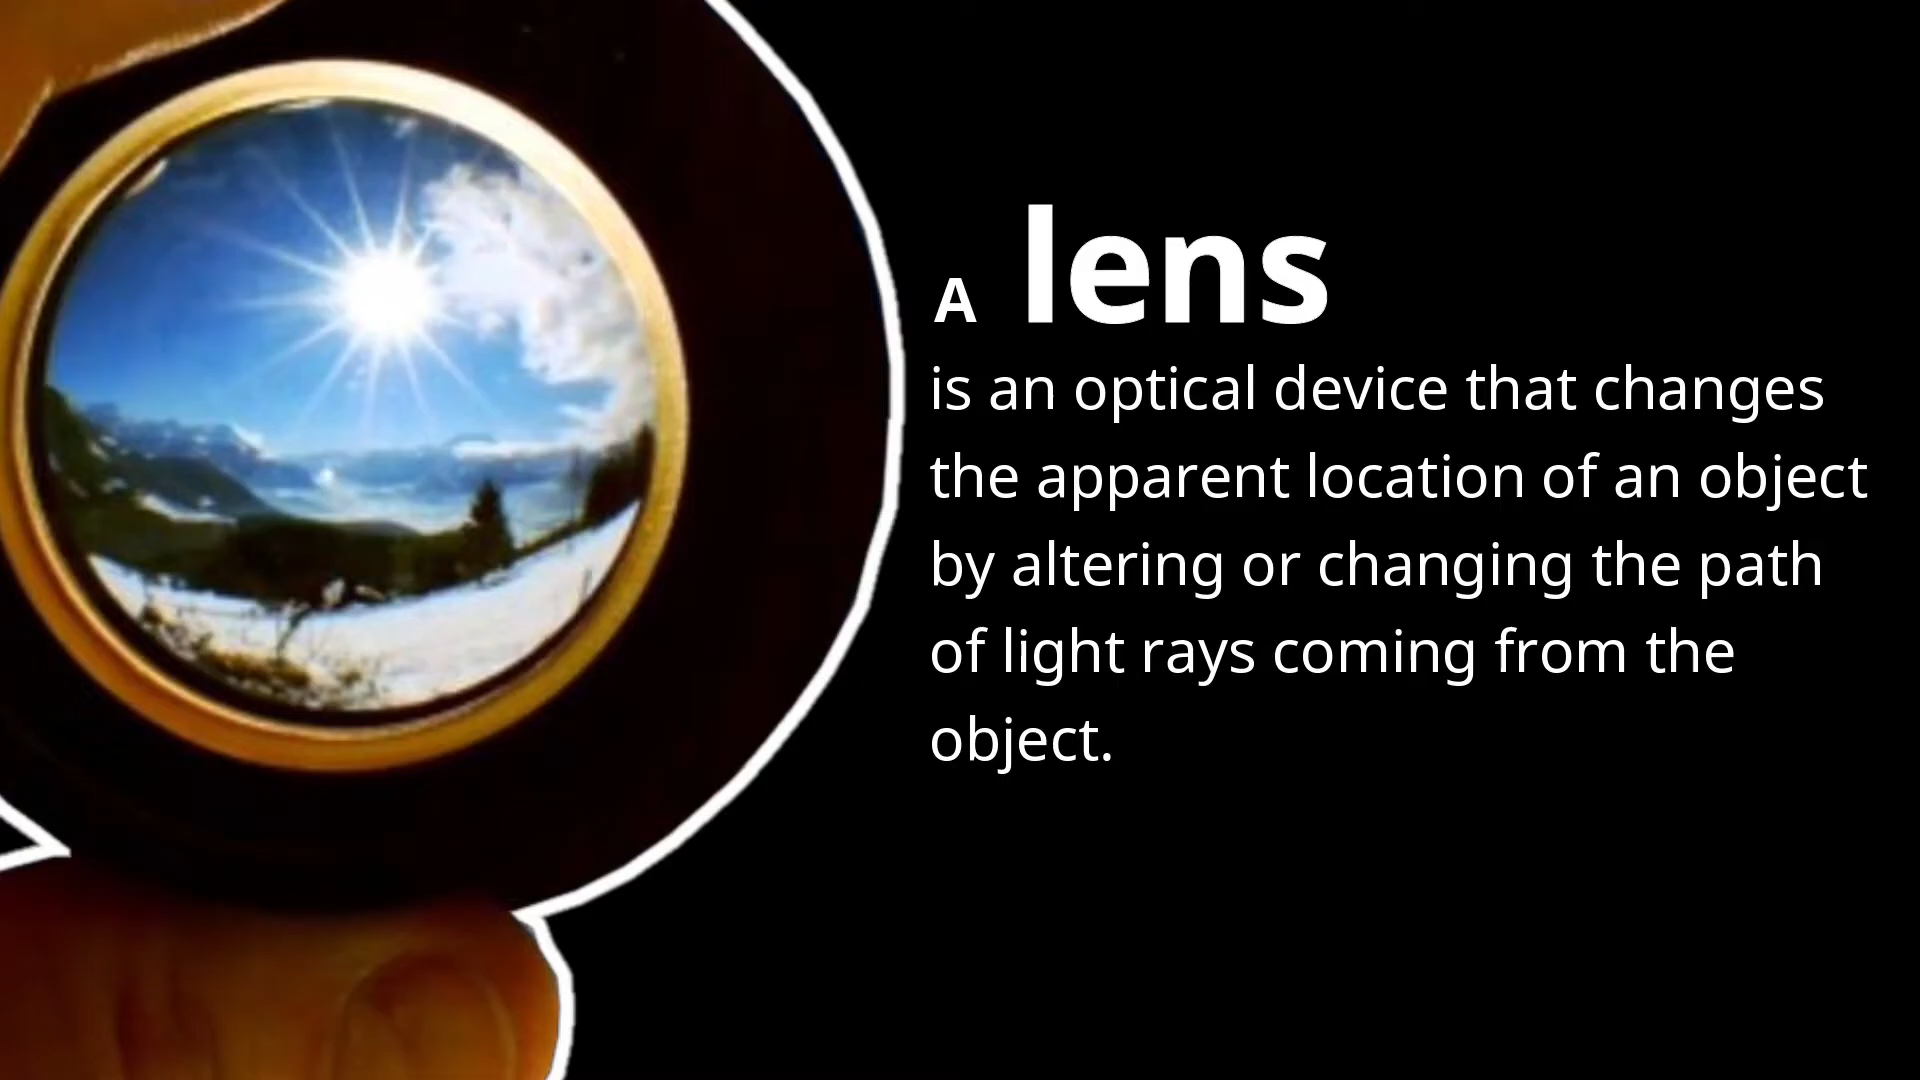 A lens
is an optical device that changes
the apparent location of an object
by altering or changing the path
of light rays coming from the
object.